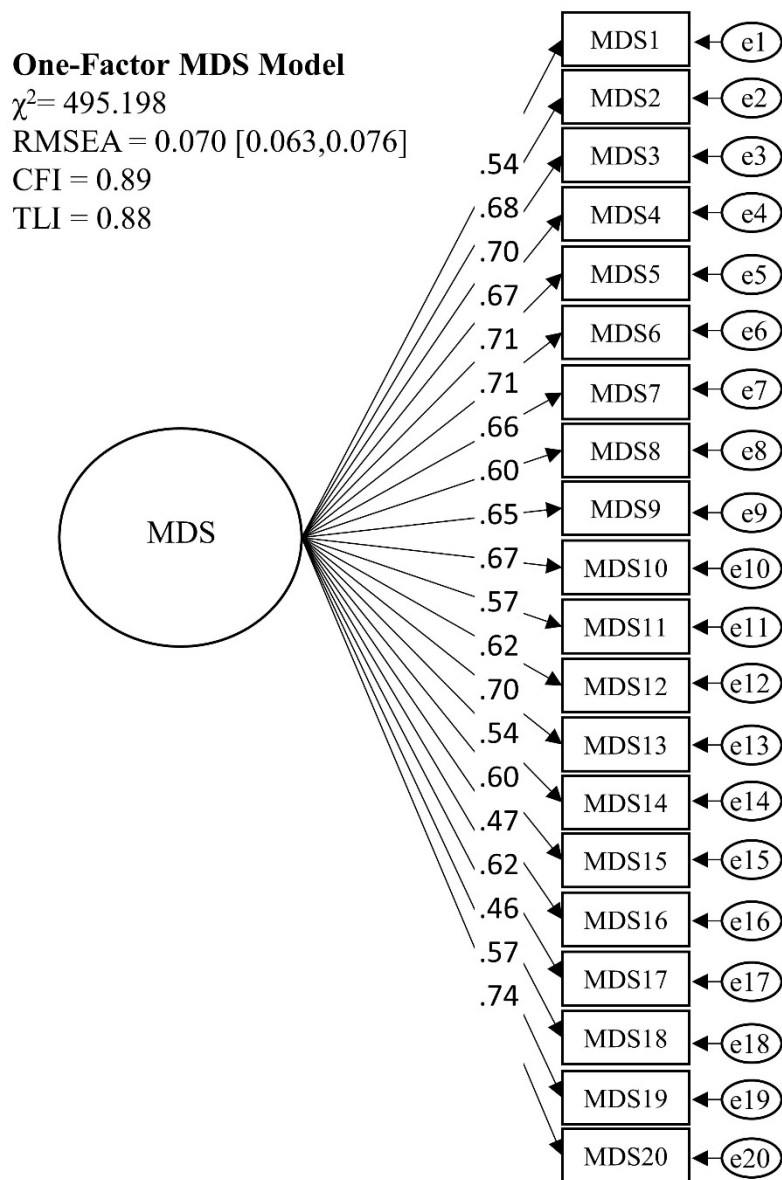 One-Factor MDS Model
χ²= 495.198
RMSEA = 0.070 [0.063,0.076]
CFI = 0.89
TLI = 0.88
MDS
.54
.68
.70
.67
.71
.71
.66
.60
.65
.67
.57
.62
.70
.54
.60
.47
.62
.46
.57
.74
MDS1 e1
MDS2 e2
MDS3 e3
MDS4 e4
MDS5 e5
MDS6 e6
MDS7 e7
MDS8 e8
MDS9 e9
MDS10 e10
MDS11 e11
MDS12 e12
MDS13 e13
MDS14 e14
MDS15 e15
MDS16 e16
MDS17 e17
MDS18 e18
MDS19 e19
MDS20 e20